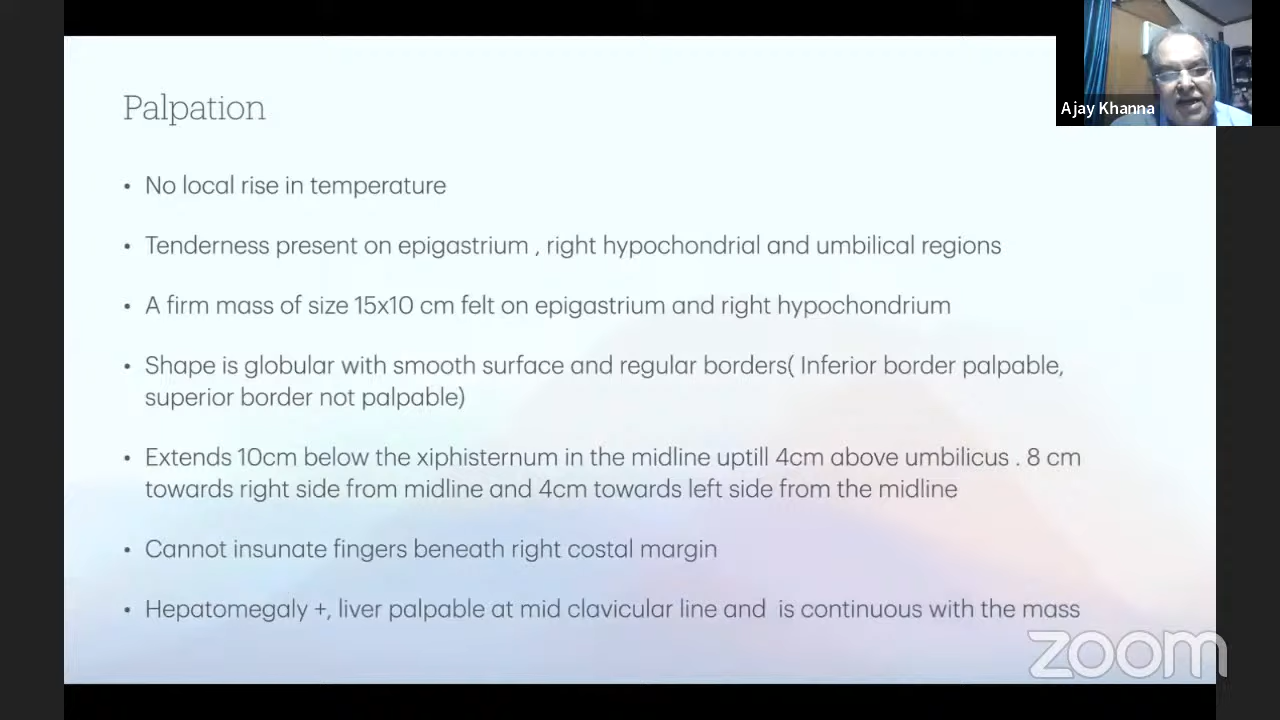 Palpation
Ajay Khanna
• No local rise in temperature
• Tenderness present on epigastrium , right hypochondrial and umbilical regions
• A firm mass of size 15x10 cm felt on epigastrium and right hypochondrium
• Shape is globular with smooth surface and regular borders( Inferior border palpable,
superior border not palpable)
• Extends 10cm below the xiphisternum in the midline uptill 4cm above umbilicus . 8 cm
towards right side from midline and 4cm towards left side from the midline
• Cannot insunate fingers beneath right costal margin
• Hepatomegaly +, liver palpable at mid clavicular line and is continuous with the mass
zoom